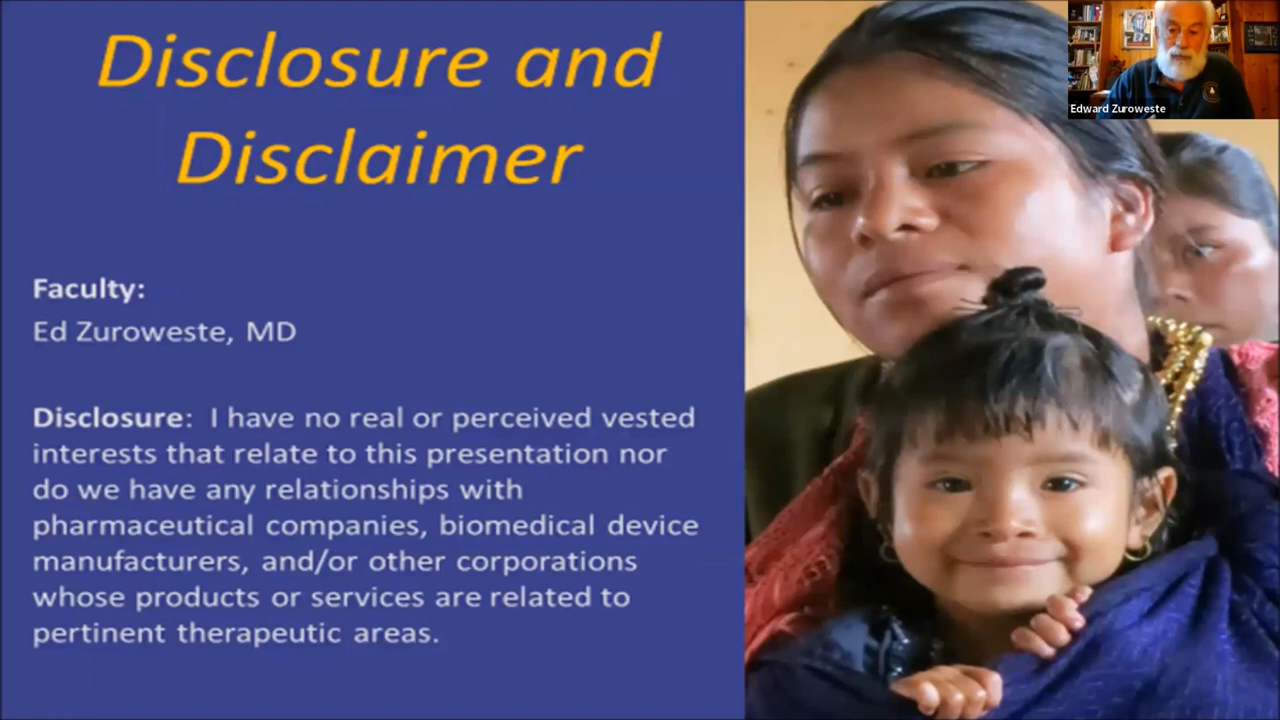 Disclosure and
Disclaimer
Edward Zuroweste
Faculty:
Ed Zuroweste, MD
Disclosure:  I have no real or perceived vested
interests that relate to this presentation nor
do we have any relationships with
pharmaceutical companies, biomedical device
manufacturers, and/or other corporations
whose products or services are related to
pertinent therapeutic areas.